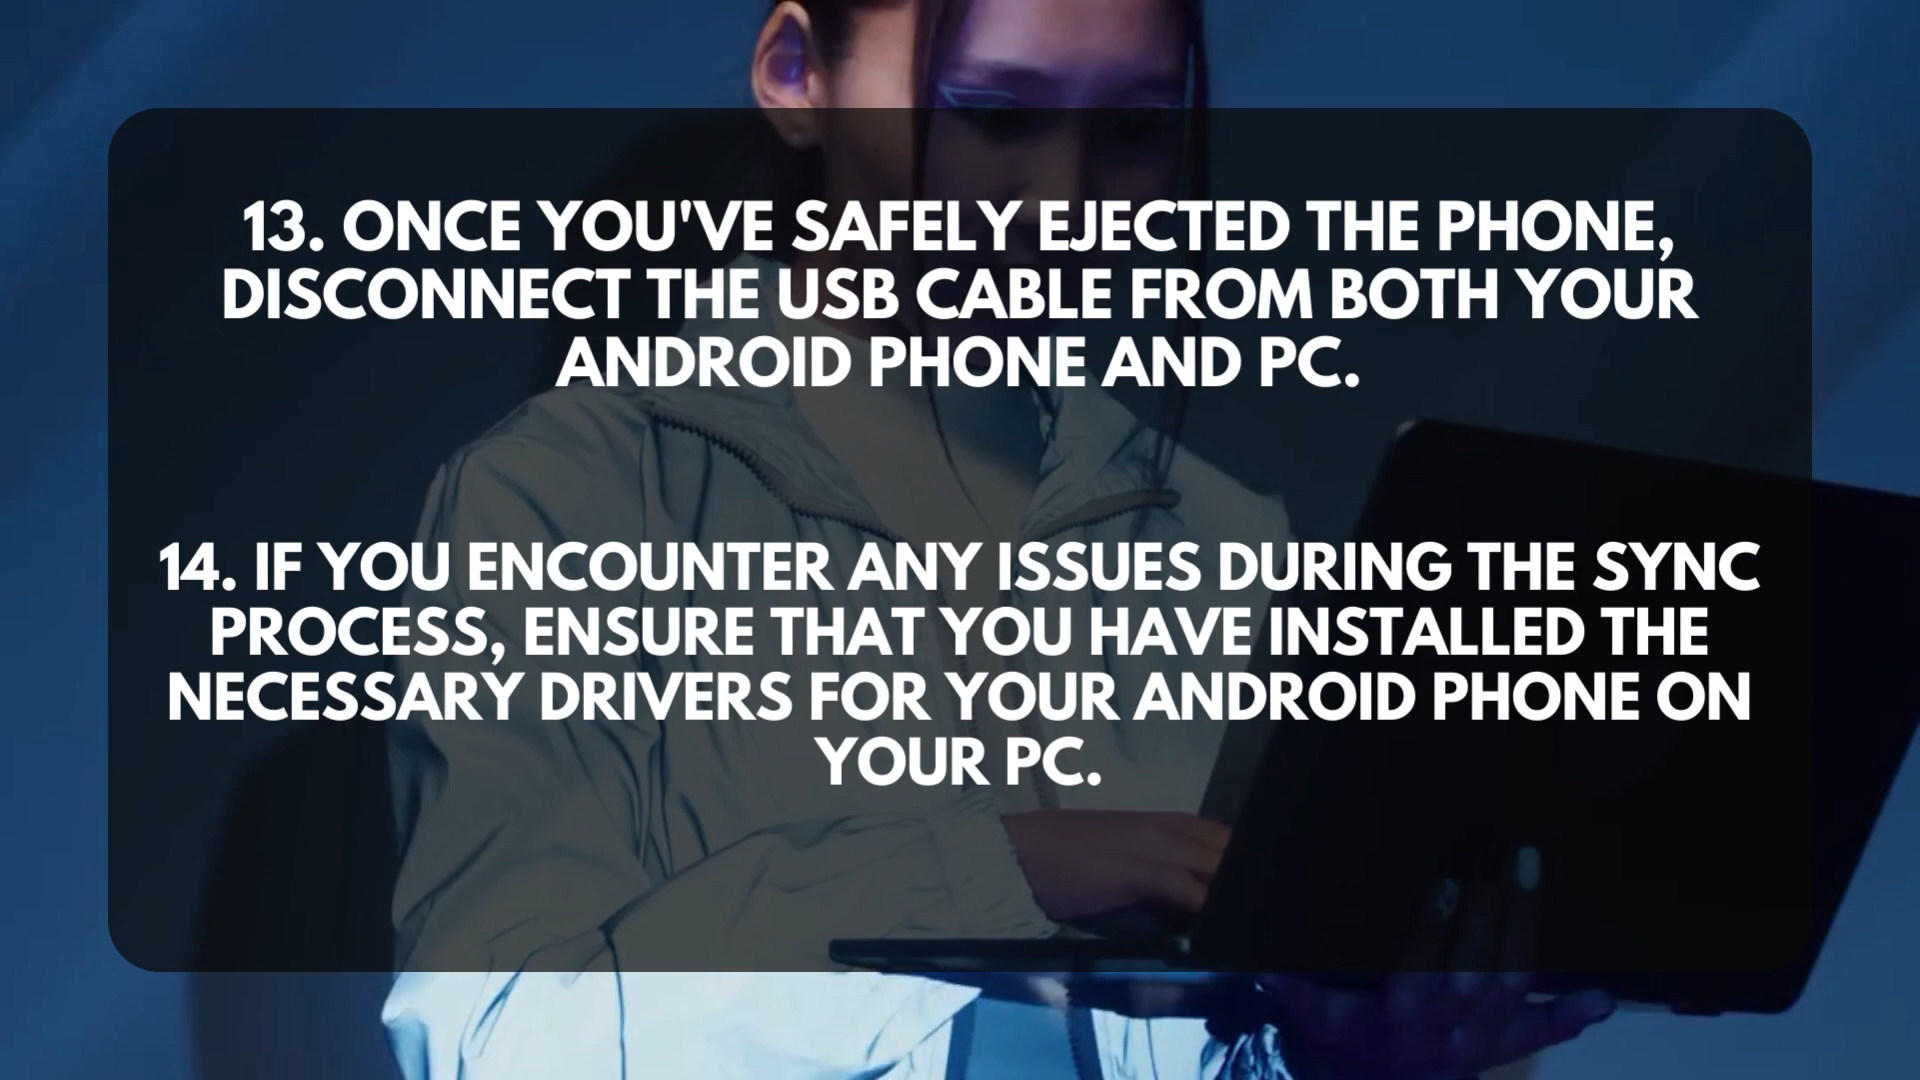 13. ONCE YOU'VE SAFELY EJECTED THE PHONE,
DISCONNECT THE USB CABLE FROM BOTH YOUR
ANDROID PHONE AND PC.
14. IF YOU ENCOUNTER ANY ISSUES DURING THE SYNC
PROCESS, ENSURE THAT YOU HAVE INSTALLED THE
NECESSARY DRIVERS FOR YOUR ANDROID PHONE ON
YOUR PC.